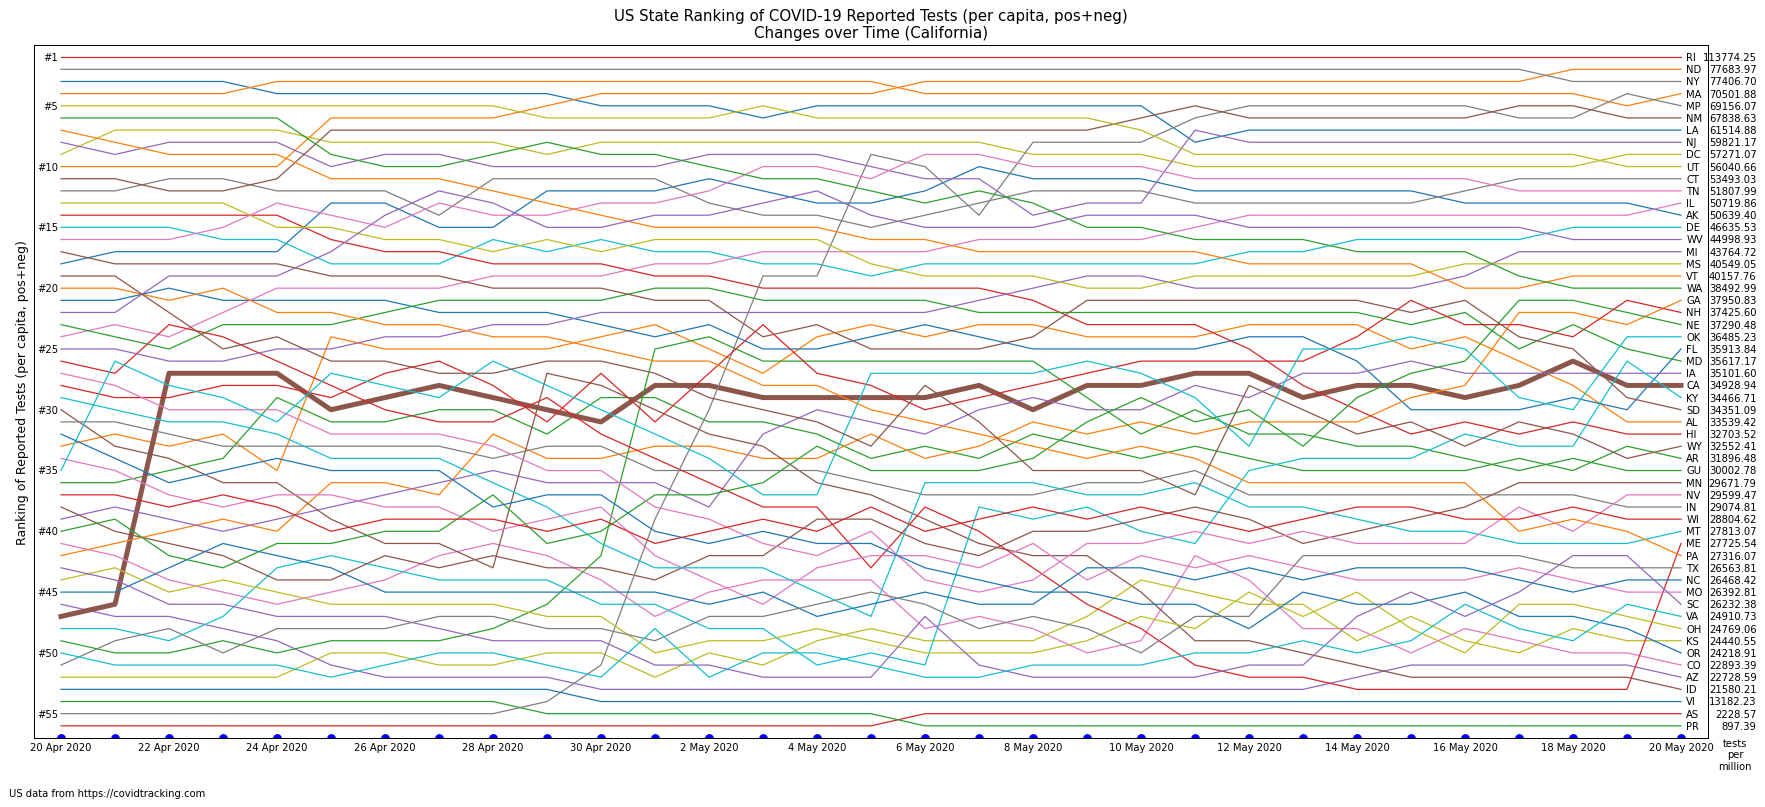 US State Ranking of COVID-19 Reported Tests (per capita, pos+neg)
Changes over Time (California)
Ranking of Reported Tests (per capita, pos+neg)
#1
#5
#10
#15
#20
#25
#30
#35
#40
#45
#50
#55
RI 113774.25
ND 77683.97
NY 77406.70
MA 70501.88
MP 69156.07
NM 67838.63
LA 61514.88
NJ 59821.17
DC 57271.07
UT 56040.66
CT 53493.03
TN 51807.99
IL 50719.86
AK 50639.40
DE 46635.53
WV 44998.93
MI 43764.72
MS 40549.05
VT 40157.76
WA 38492.99
GA 37950.83
NH 37425.60
NE 37290.48
OK 36485.23
FL 35913.84
MD 35617.17
IA 35101.60
CA 34928.94
KY 34466.71
SD 34351.09
AL 33539.42
HI 32703.52
WY 32552.41
AR 31896.48
GU 30002.78
MN 29671.79
NV 29599.47
IN 29074.81
WI 28804.62
MT 27813.07
ME 27725.54
PA 27316.07
TX 26563.81
NC 26468.42
MO 26392.81
SC 26232.38
VA 24910.73
OH 24769.06
KS 24440.55
OR 24218.91
CO 22893.39
AZ 22728.59
ID 21580.21
VI 13182.23
AS 2228.57
PR 897.39
20 Apr 2020 22 Apr 2020 24 Apr 2020 26 Apr 2020 28 Apr 2020 30 Apr 2020 2 May 2020 4 May 2020 6 May 2020 8 May 2020 10 May 2020 12 May 2020 14 May 2020 16 May 2020 18 May 2020 20 May 2020
tests
per
million
US data from https://covidtracking.com